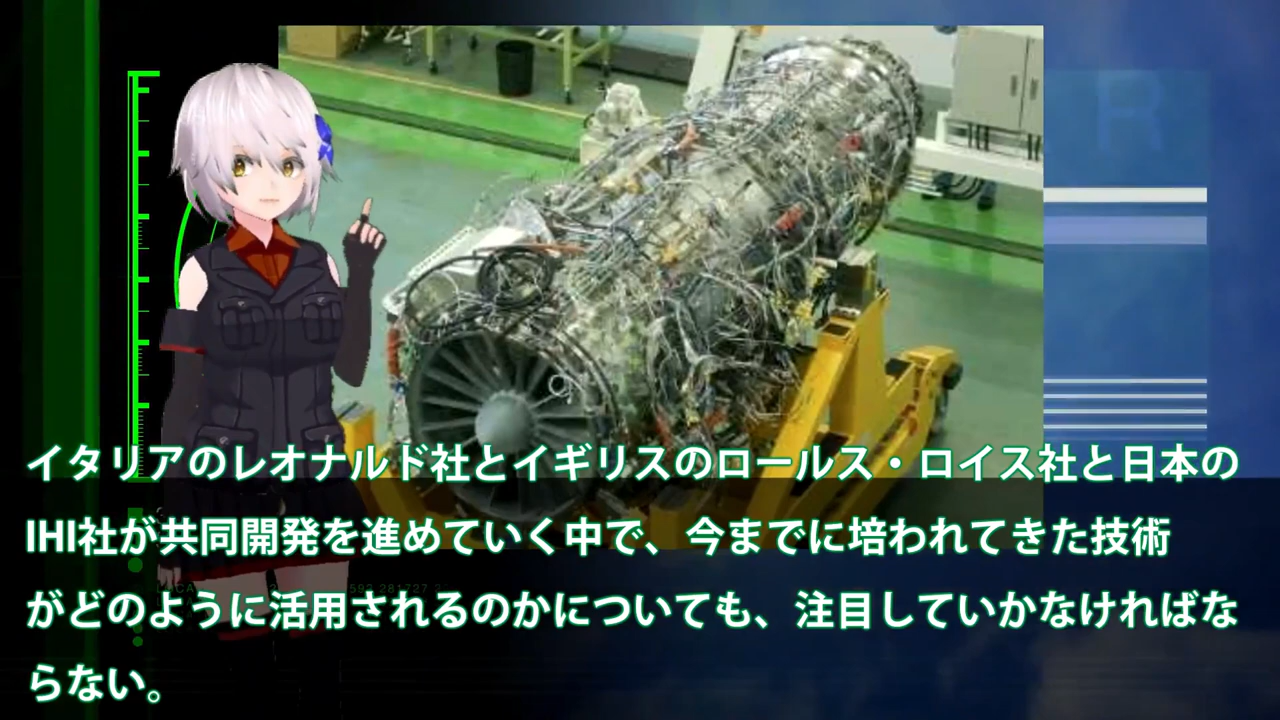 R
イタリアのレオナルド社とイギリスのロールス・ロイス社と日本の
IHI社が共同開発を進めていく中で、今までに培われてきた技術
がどのように活用されるのかについても、注目していかなければな
らない。